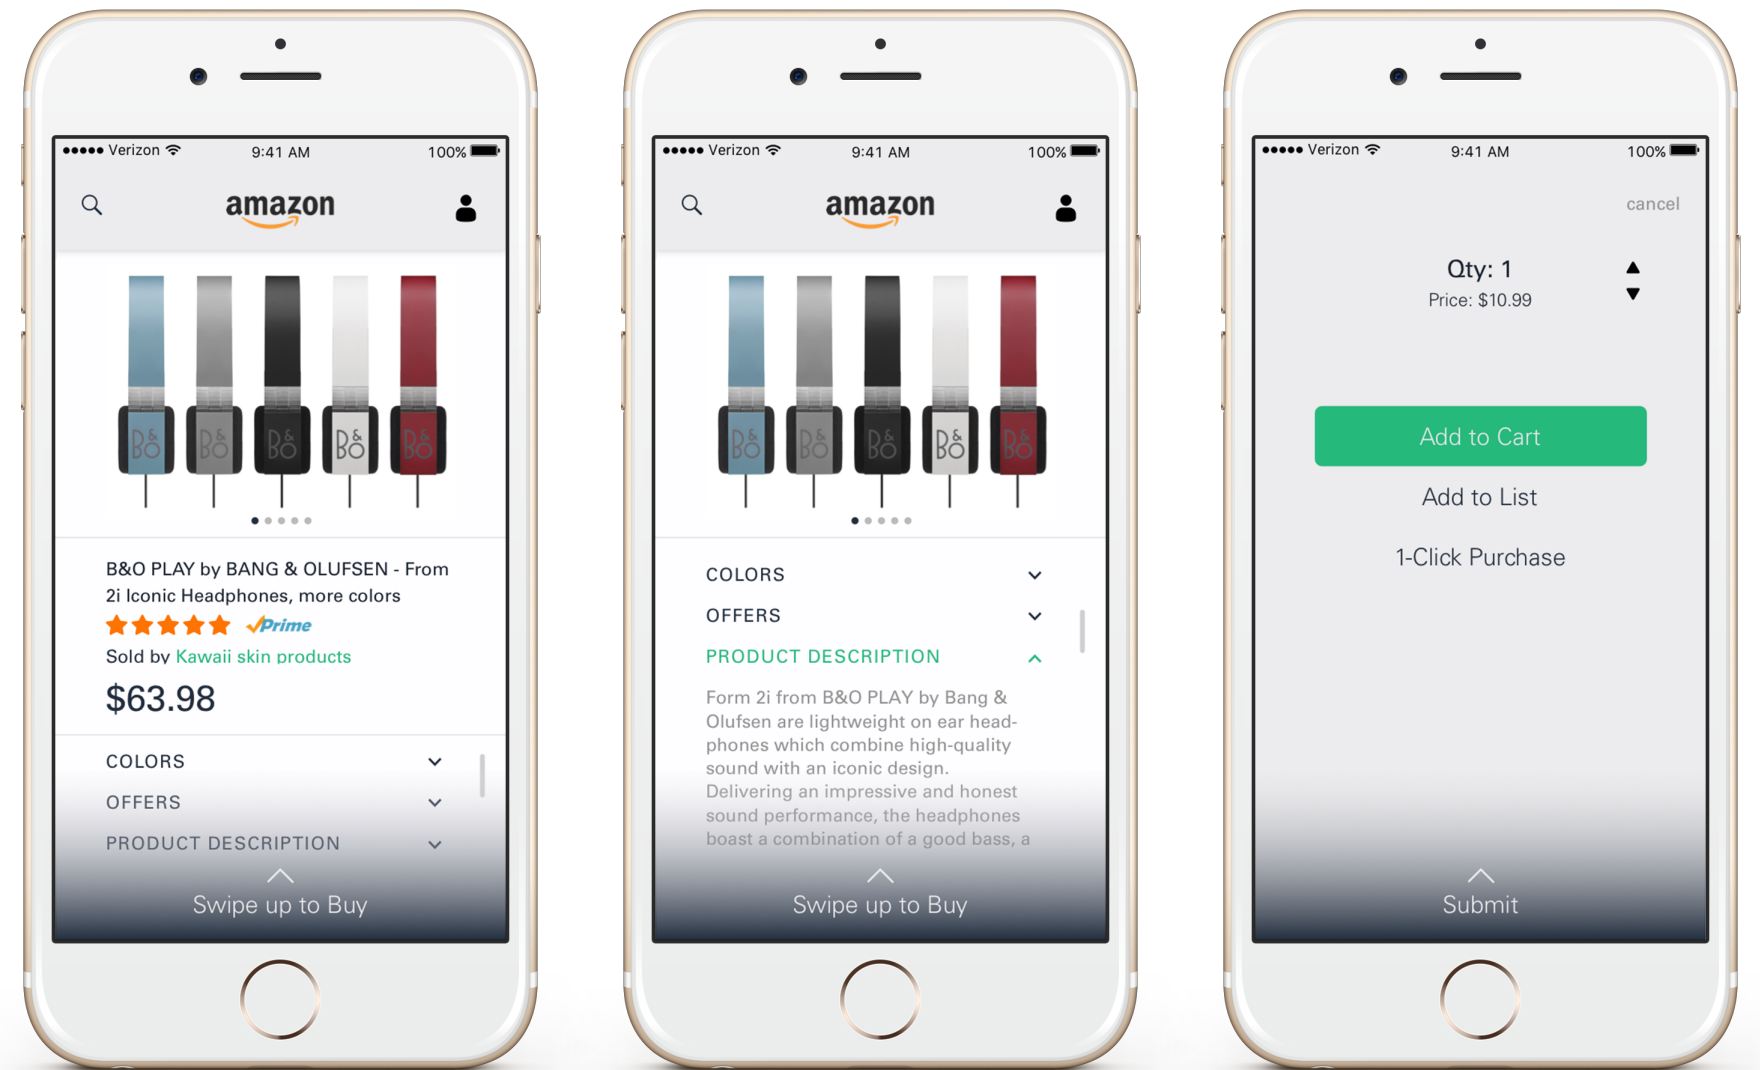 Verizon
9:41 AM
100%
amazon
B&O
B&O
B&O
B&O
B&O
B&O PLAY by BANG & OLUFSEN - From
2i Iconic Headphones, more colors
Prime
Sold by Kawaii skin products
$63.98
COLORS
OFFERS
PRODUCT DESCRIPTION
Swipe up to Buy
Verizon
9:41 AM
100%
amazon
B&O
B&O
B&O
B&O
B&O
COLORS
OFFERS
PRODUCT DESCRIPTION
Form 2i from B&O PLAY by Bang &
Olufsen are lightweight on ear head-
phones which combine high-quality
sound with an iconic design.
Delivering an impressive and honest
sound performance, the headphones
boast a combination of a good bass, a
Swipe up to Buy
Verizon
9:41 AM
100%
cancel
Qty: 1
Price: $10.99
Add to Cart
Add to List
1-Click Purchase
Submit